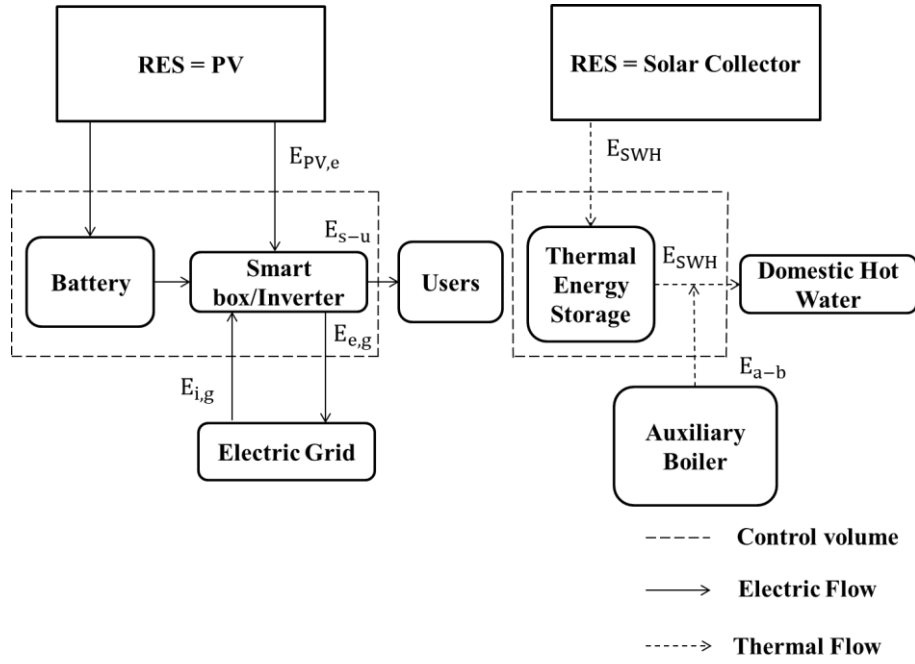 RES = PV
RES = Solar Collector
E_PV,e
E_SWH
E_s−u
Battery
Smart
box/Inverter
Users
Thermal
Energy
Storage
E_SWH
Domestic Hot
Water
E_i,g
E_e,g
E_a−b
Electric Grid
Auxiliary
Boiler
Control volume
Electric Flow
Thermal Flow